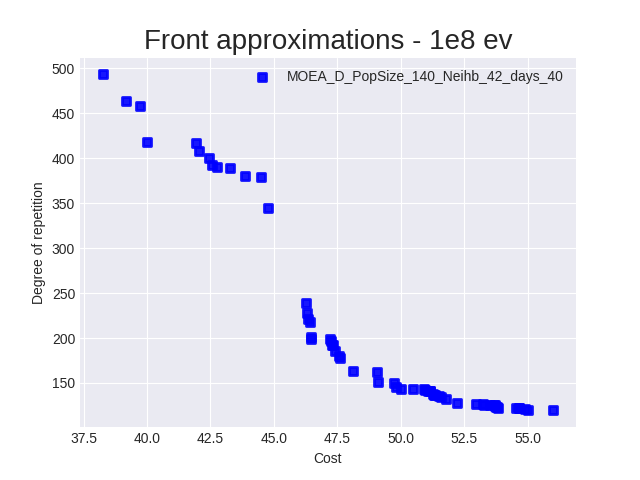 Front approximations - 1e8 ev
MOEA_D_PopSize_140_Neihb_42_days_40
500
450
400
350
300
250
200
150
Degree of repetition
37.5 40.0 42.5 45.0 47.5 50.0 52.5 55.0
Cost